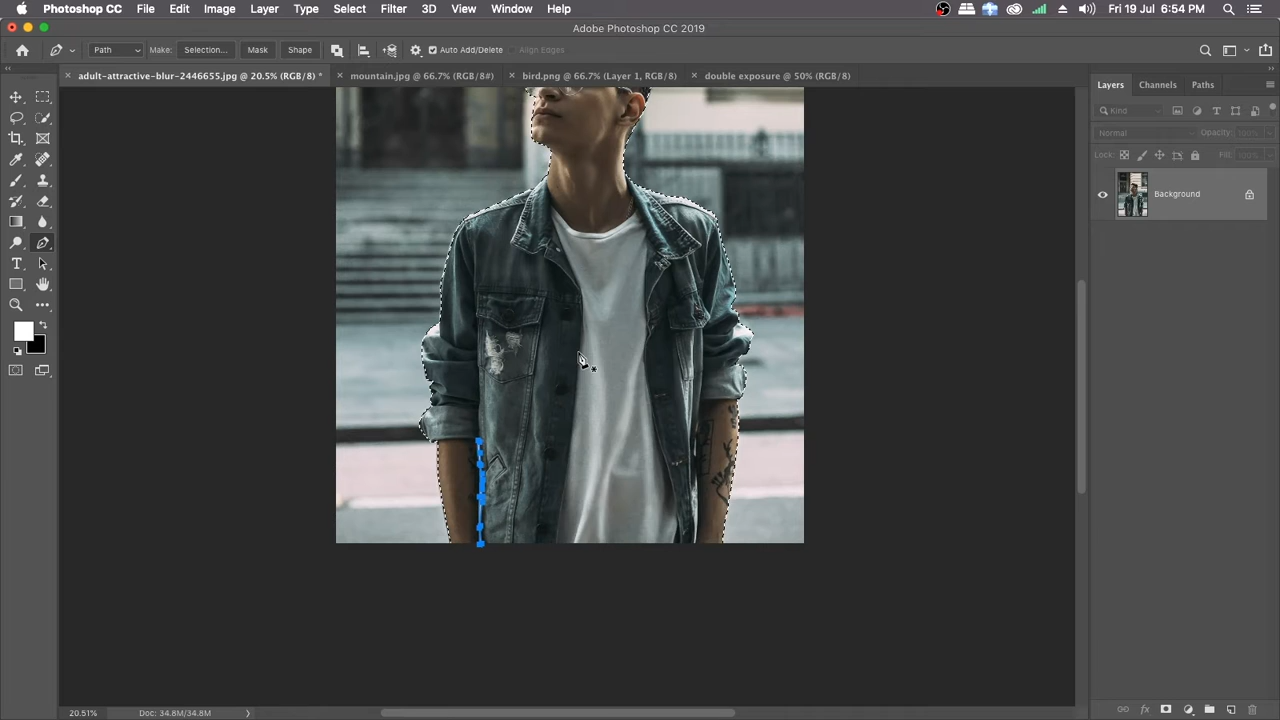 Photoshop CC File Edit Image Layer Type Select Filter 3D View Window Help Fri 19 Jul 6:54 PM
Adobe Photoshop CC 2019
Path Make: Selection... Mask Shape Auto Add/Delete Align Edges
adult-attractive-blur-2446655.jpg @ 20.5% (RGB/8) * mountain.jpg @ 66.7% (RGB/8#) bird.png @ 66.7% (Layer 1, RGB/8) double exposure @ 50% (RGB/8)
Layers Channels Paths
Kind
Normal Opacity: 100%
Lock: Fill: 100%
Background
20.51% Doc: 34.8M/34.8M